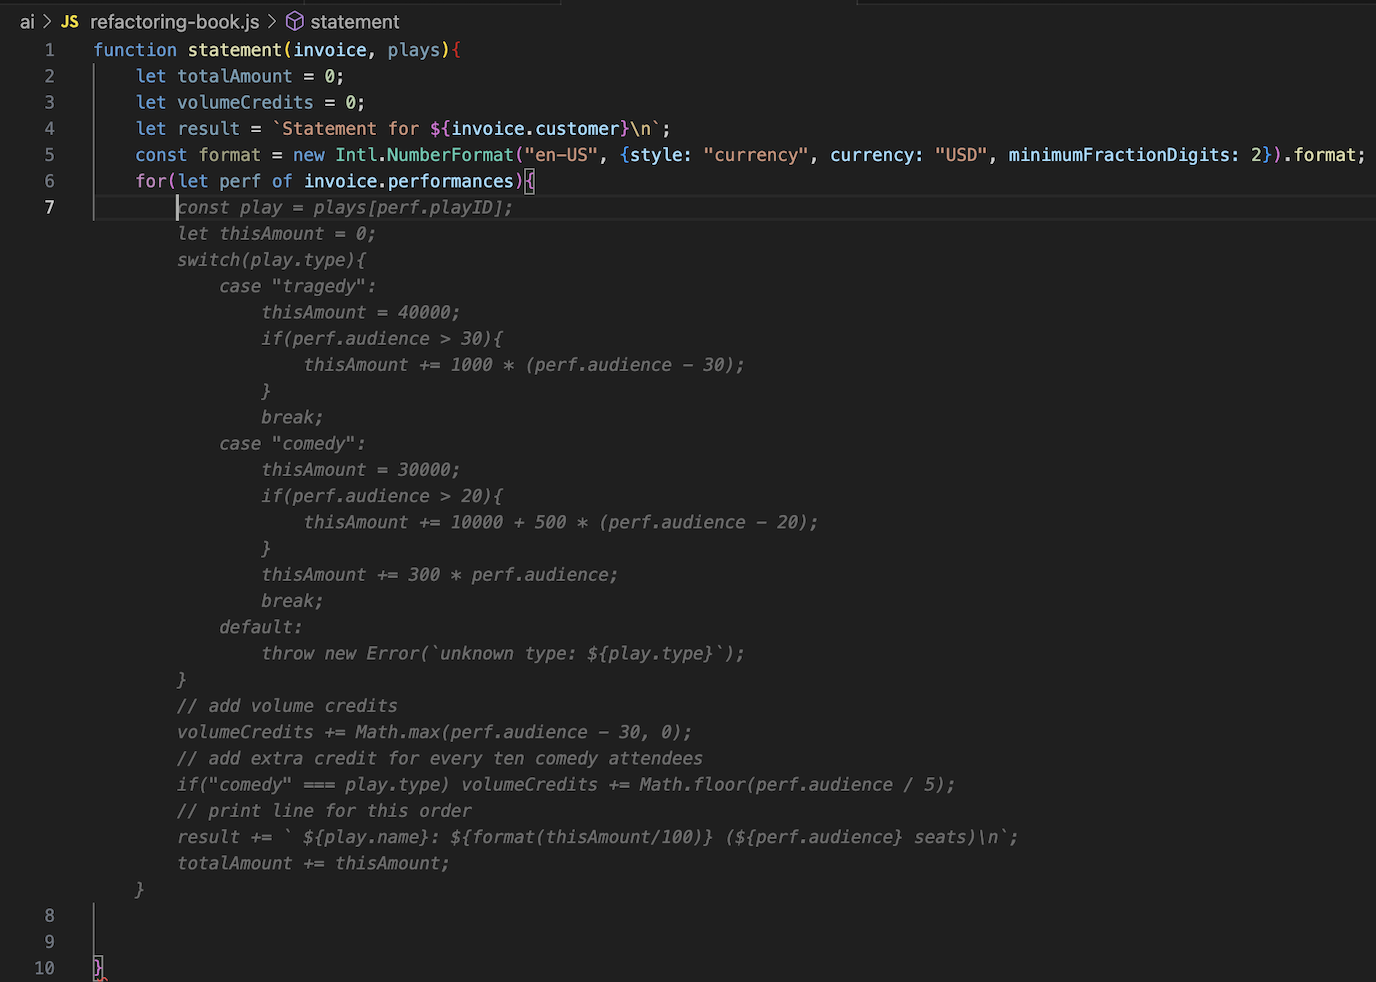 ai > JS refactoring-book.js > statement
1 function statement(invoice, plays){
2 let totalAmount = 0;
3 let volumeCredits = 0;
4 let result = `Statement for ${invoice.customer}\n`;
5 const format = new Intl.NumberFormat("en-US", {style: "currency", currency: "USD", minimumFractionDigits: 2}).format;
6 for(let perf of invoice.performances){
7 const play = plays[perf.playID];
let thisAmount = 0;
switch(play.type){
case "tragedy":
thisAmount = 40000;
if(perf.audience > 30){
thisAmount += 1000 * (perf.audience - 30);
}
break;
case "comedy":
thisAmount = 30000;
if(perf.audience > 20){
thisAmount += 10000 + 500 * (perf.audience - 20);
}
thisAmount += 300 * perf.audience;
break;
default:
throw new Error(`unknown type: ${play.type}`);
}
// add volume credits
volumeCredits += Math.max(perf.audience - 30, 0);
// add extra credit for every ten comedy attendees
if("comedy" === play.type) volumeCredits += Math.floor(perf.audience / 5);
// print line for this order
result += ` ${play.name}: ${format(thisAmount/100)} (${perf.audience} seats)\n`;
totalAmount += thisAmount;
}
8
9
10 }